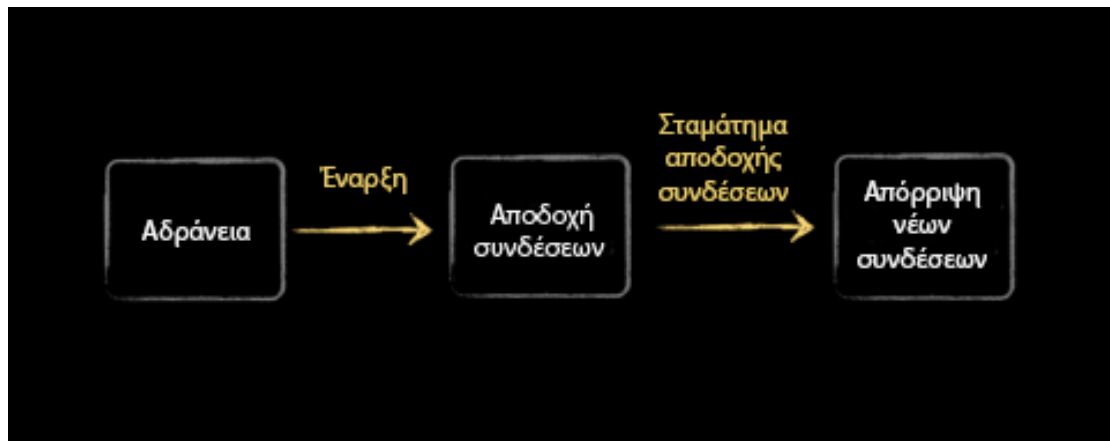 Αδράνεια
Έναρξη
Αποδοχή
συνδέσεων
Σταμάτημα
αποδοχής
συνδέσεων
Απόρριψη
νέων
συνδέσεων